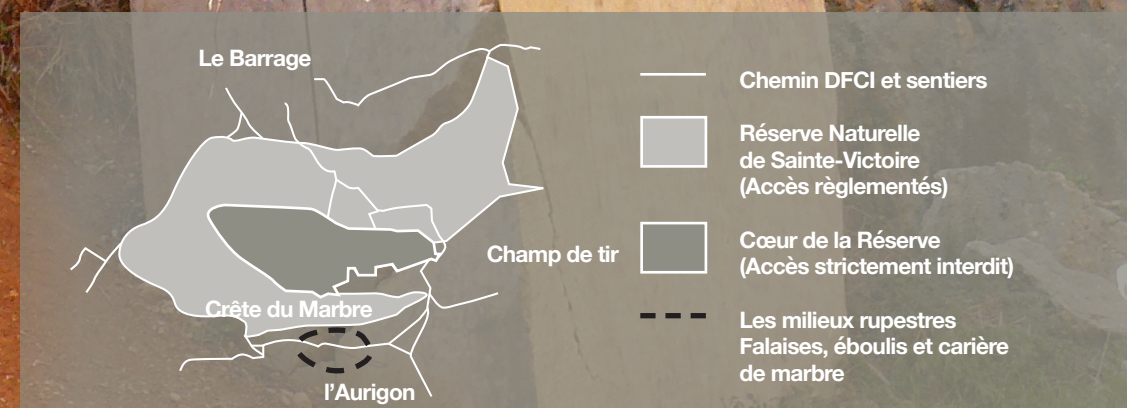 Le Barrage
Champ de tir
Crête du Marbre
l'Aurigon
Chemin DFCI et sentiers
Réserve Naturelle
de Sainte-Victoire
(Accès règlementés)
Cœur de la Réserve
(Accès strictement interdit)
Les milieux rupestres
Falaises, éboulis et carière
de marbre